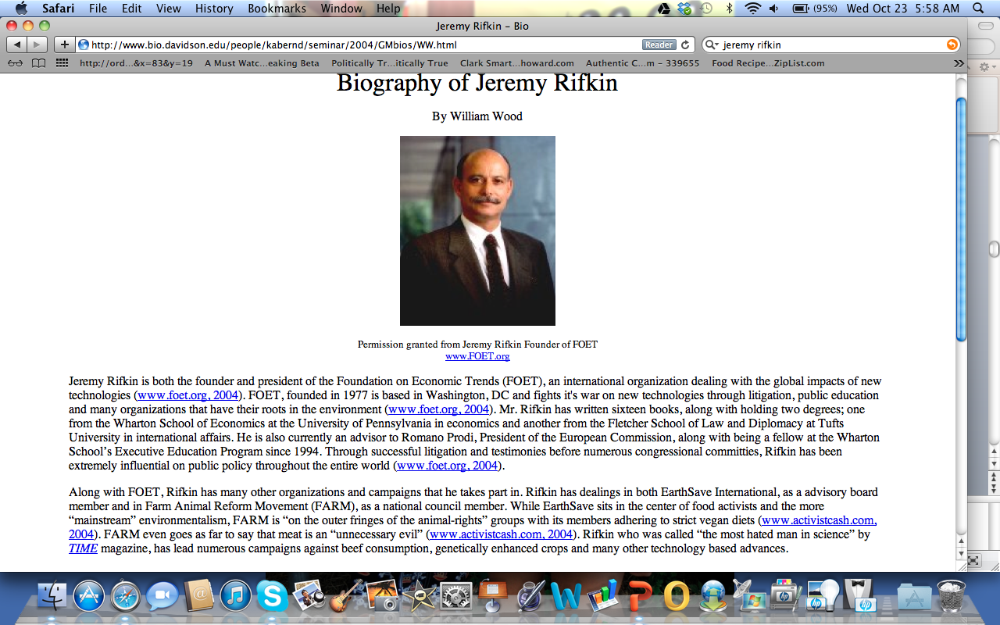 Safari File Edit View History Bookmarks Window Help (95%) Wed Oct 23 5:58 AM
Jeremy Rifkin – Bio
http://www.bio.davidson.edu/people/kabernd/seminar/2004/GMbios/WW.html Reader jeremy rifkin
http://ord...&x=83&y=19 A Must Watc...eaking Beta Politically Tr...itically True Clark Smart...howard.com Authentic C...m – 339655 Food Recipe...ZipList.com
Biography of Jeremy Rifkin
By William Wood
Permission granted from Jeremy Rifkin Founder of FOET
www.FOET.org
Jeremy Rifkin is both the founder and president of the Foundation on Economic Trends (FOET), an international organization dealing with the global impacts of new
technologies (www.foet.org, 2004). FOET, founded in 1977 is based in Washington, DC and fights it's war on new technologies through litigation, public education
and many organizations that have their roots in the environment (www.foet.org, 2004). Mr. Rifkin has written sixteen books, along with holding two degrees; one
from the Wharton School of Economics at the University of Pennsylvania in economics and another from the Fletcher School of Law and Diplomacy at Tufts
University in international affairs. He is also currently an advisor to Romano Prodi, President of the European Commission, along with being a fellow at the Wharton
School’s Executive Education Program since 1994. Through successful litigation and testimonies before numerous congressional committies, Rifkin has been
extremely influential on public policy throughout the entire world (www.foet.org, 2004).
Along with FOET, Rifkin has many other organizations and campaigns that he takes part in. Rifkin has dealings in both EarthSave International, as a advisory board
member and in Farm Animal Reform Movement (FARM), as a national council member. While EarthSave sits in the center of food activists and the more
“mainstream” environmentalism, FARM is “on the outer fringes of the animal-rights” groups with its members adhering to strict vegan diets (www.activistcash.com,
2004). FARM even goes as far to say that meat is an “unnecessary evil” (www.activistcash.com, 2004). Rifkin who was called “the most hated man in science” by
TIME magazine, has lead numerous campaigns against beef consumption, genetically enhanced crops and many other technology based advances.